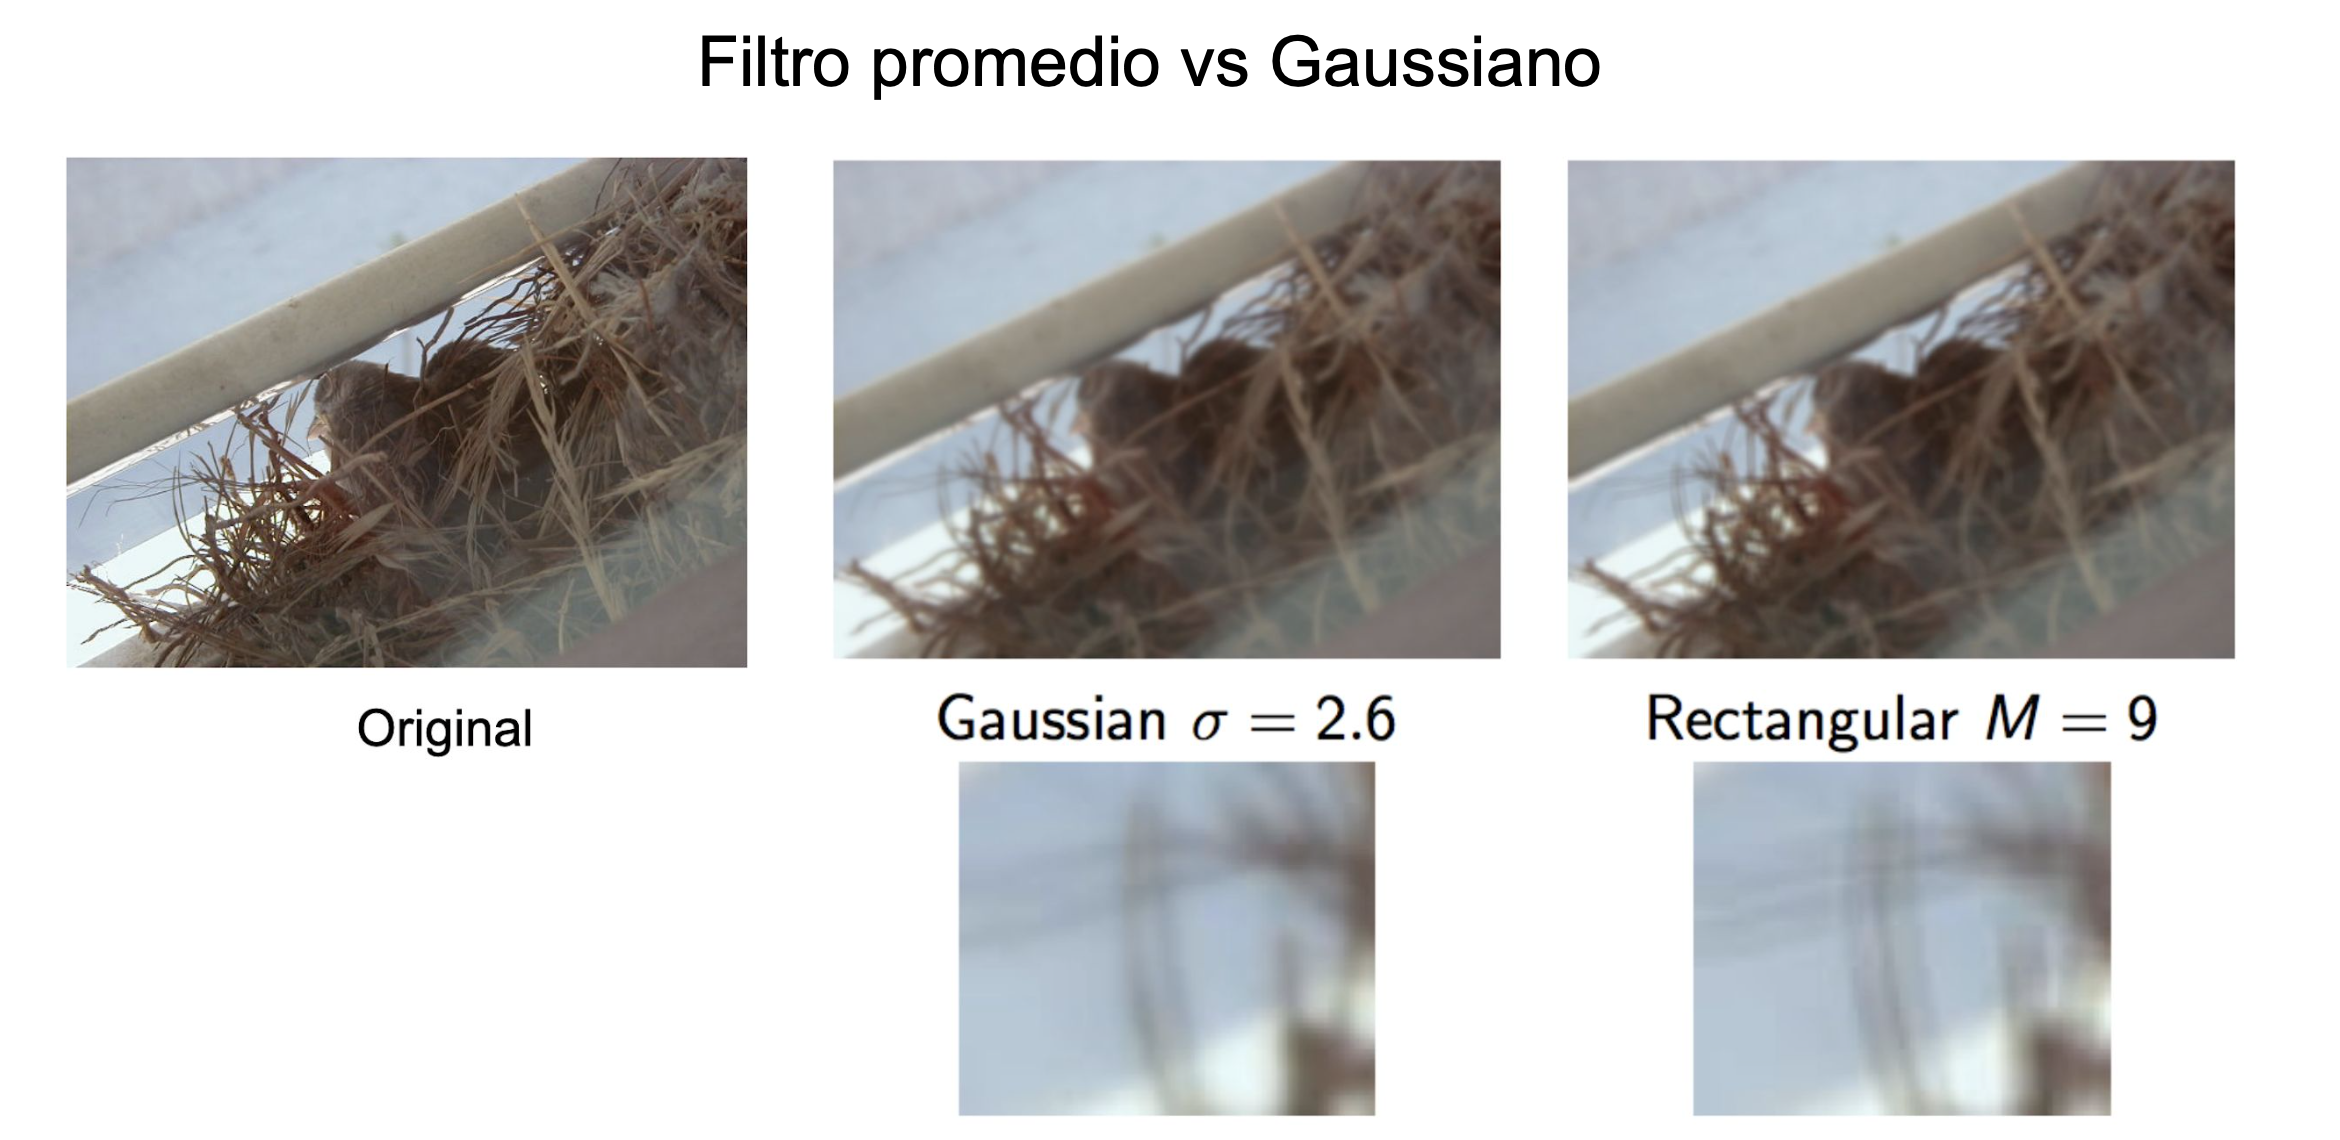 Filtro promedio vs Gaussiano
Original
Gaussian σ = 2.6
Rectangular M = 9